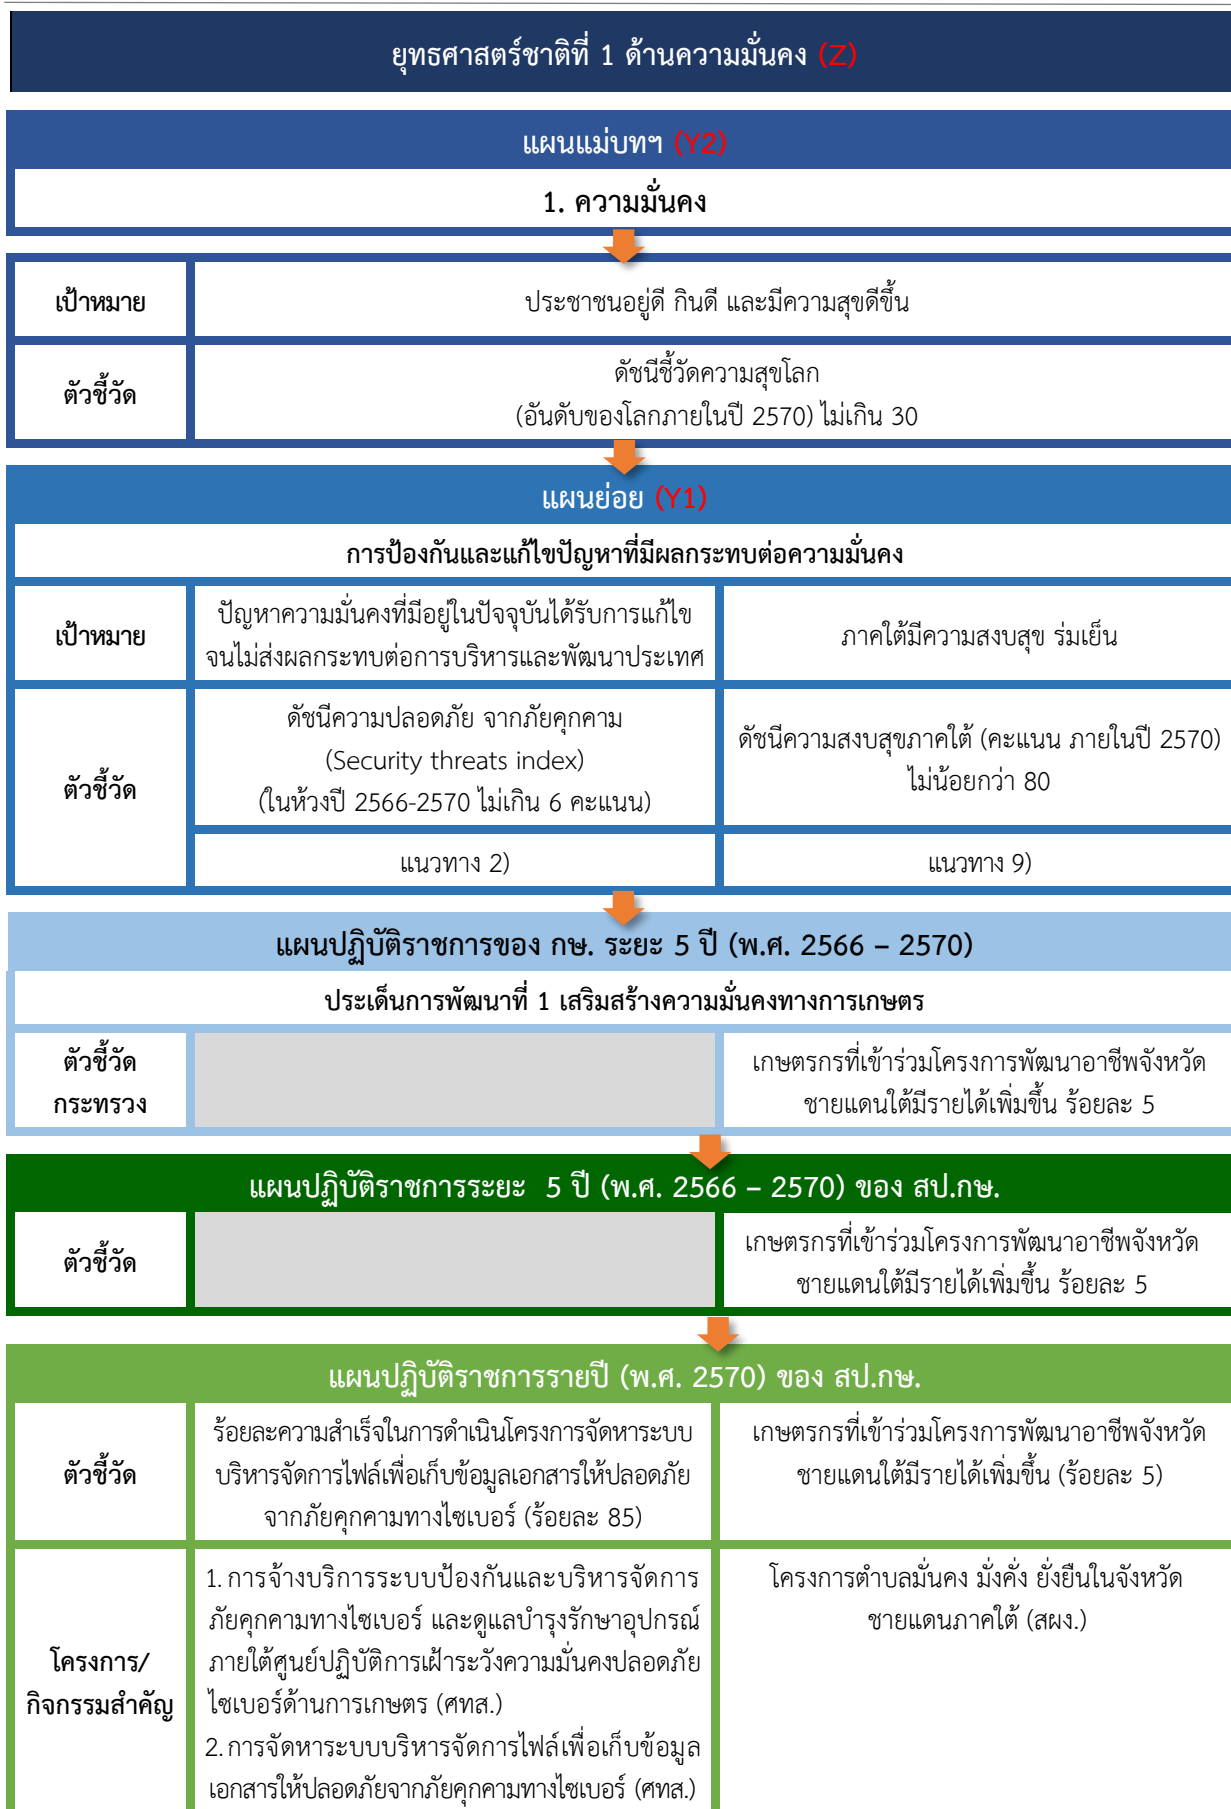 ยุทธศาสตร์ชาติที่ 1 ด้านความมั่นคง (Z)
แผนแม่บทฯ (Y2)
1. ความมั่นคง
เป้าหมาย
ประชาชนอยู่ดี กินดี และมีความสุขดีขึ้น
ตัวชี้วัด
ดัชนีชี้วัดความสุขโลก
(อันดับของโลกภายในปี 2570) ไม่เกิน 30
แผนย่อย (Y1)
การป้องกันและแก้ไขปัญหาที่มีผลกระทบต่อความมั่นคง
เป้าหมาย
ปัญหาความมั่นคงที่มีอยู่ในปัจจุบันได้รับการแก้ไข
จนไม่ส่งผลกระทบต่อการบริหารและพัฒนาประเทศ
ภาคใต้มีความสงบสุข ร่มเย็น
ตัวชี้วัด
ดัชนีความปลอดภัย จากภัยคุกคาม
(Security threats index)
(ในห้วงปี 2566-2570 ไม่เกิน 6 คะแนน)
ดัชนีความสงบสุขภาคใต้ (คะแนน ภายในปี 2570)
ไม่น้อยกว่า 80
แนวทาง 2)
แนวทาง 9)
แผนปฏิบัติราชการของ กษ. ระยะ 5 ปี (พ.ศ. 2566 – 2570)
ประเด็นการพัฒนาที่ 1 เสริมสร้างความมั่นคงทางการเกษตร
ตัวชี้วัด
กระทรวง
เกษตรกรที่เข้าร่วมโครงการพัฒนาอาชีพจังหวัด
ชายแดนใต้มีรายได้เพิ่มขึ้น ร้อยละ 5
แผนปฏิบัติราชการระยะ 5 ปี (พ.ศ. 2566 – 2570) ของ สป.กษ.
ตัวชี้วัด
เกษตรกรที่เข้าร่วมโครงการพัฒนาอาชีพจังหวัด
ชายแดนใต้มีรายได้เพิ่มขึ้น ร้อยละ 5
แผนปฏิบัติราชการรายปี (พ.ศ. 2570) ของ สป.กษ.
ตัวชี้วัด
ร้อยละความสำเร็จในการดำเนินโครงการจัดหาระบบ
บริหารจัดการไฟล์เพื่อเก็บข้อมูลเอกสารให้ปลอดภัย
จากภัยคุกคามทางไซเบอร์ (ร้อยละ 85)
เกษตรกรที่เข้าร่วมโครงการพัฒนาอาชีพจังหวัด
ชายแดนใต้มีรายได้เพิ่มขึ้น (ร้อยละ 5)
โครงการ/
กิจกรรมสำคัญ
1. การจ้างบริการระบบป้องกันและบริหารจัดการ
ภัยคุกคามทางไซเบอร์ และดูแลบำรุงรักษาอุปกรณ์
ภายใต้ศูนย์ปฏิบัติการเฝ้าระวังความมั่นคงปลอดภัย
ไซเบอร์ด้านการเกษตร (ศทส.)
2. การจัดหาระบบบริหารจัดการไฟล์เพื่อเก็บข้อมูล
เอกสารให้ปลอดภัยจากภัยคุกคามทางไซเบอร์ (ศทส.)
โครงการตำบลมั่นคง มั่งคั่ง ยั่งยืนในจังหวัด
ชายแดนภาคใต้ (สผง.)